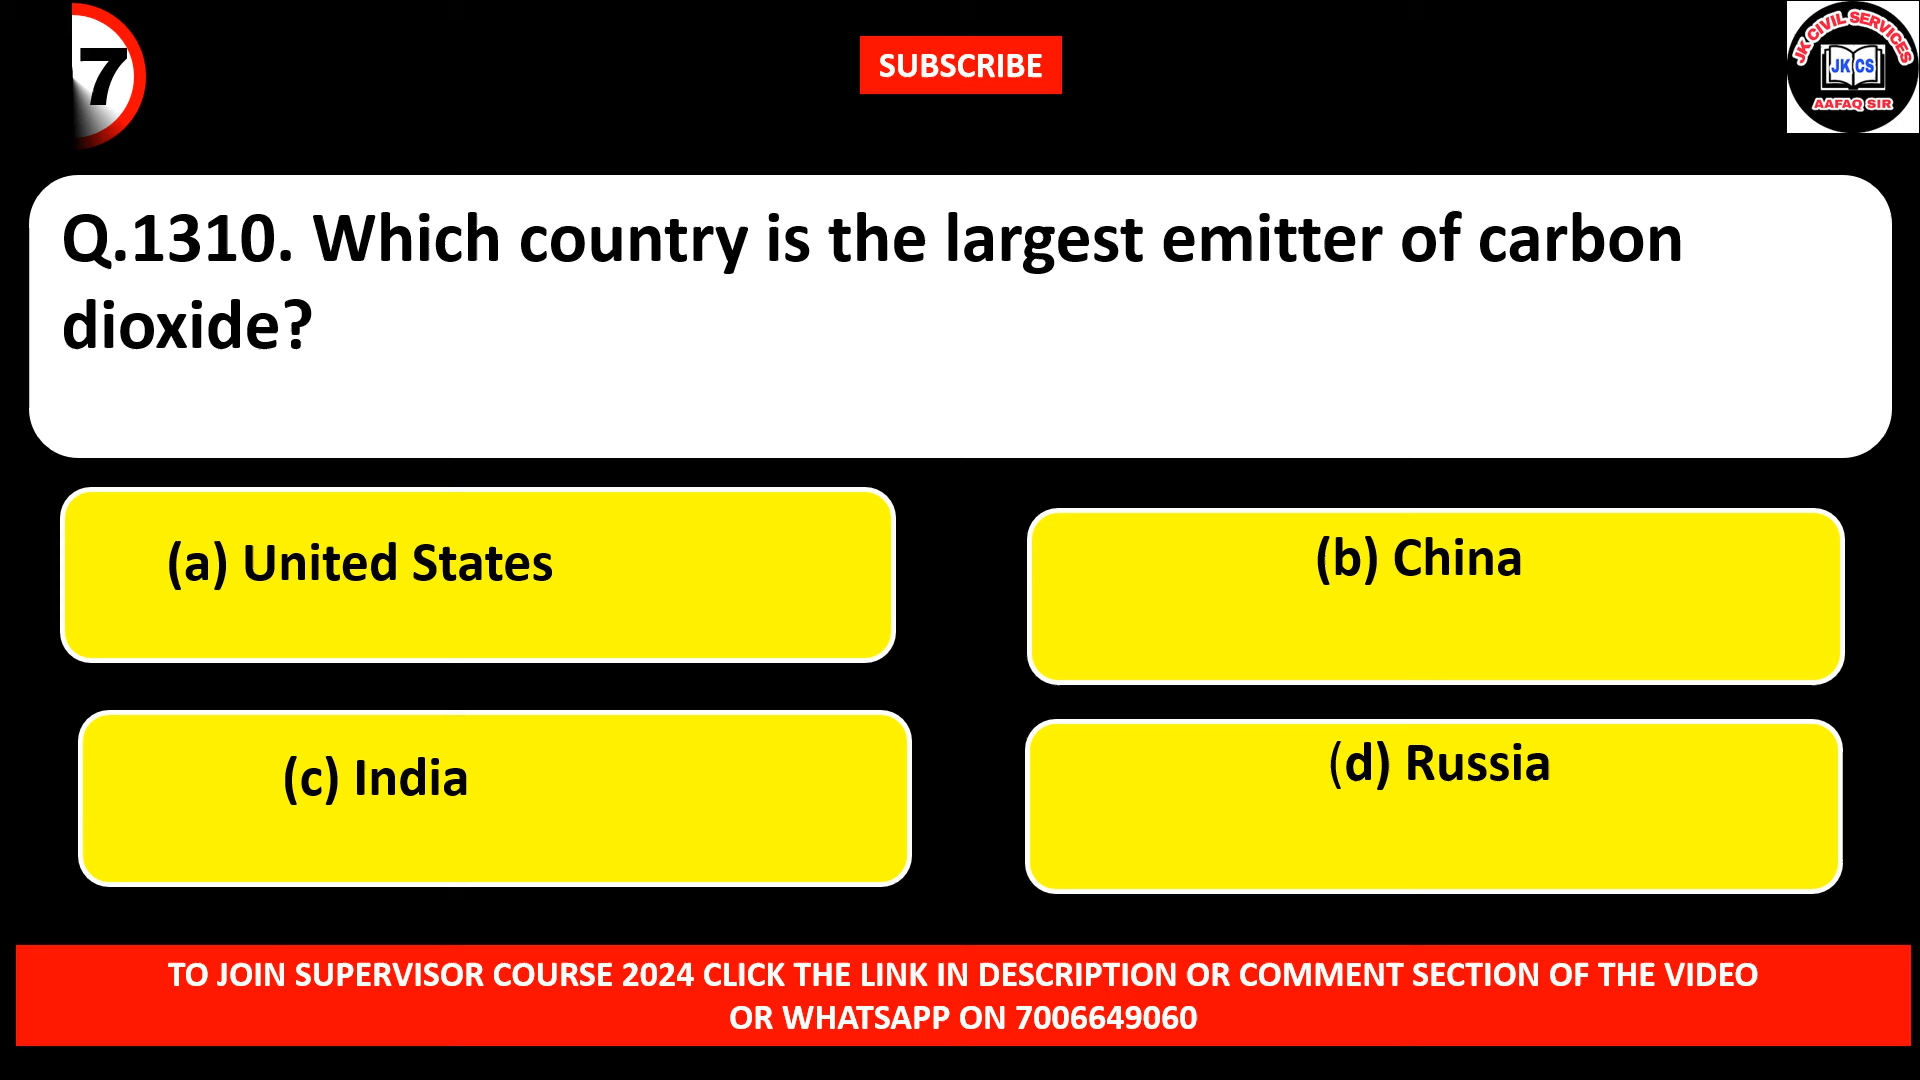 7
SUBSCRIBE
JK CIVIL SERVICES
JK CS
AAFAQ SIR
Q.1310. Which country is the largest emitter of carbon
dioxide?
(a) United States
(b) China
(c) India
(d) Russia
TO JOIN SUPERVISOR COURSE 2024 CLICK THE LINK IN DESCRIPTION OR COMMENT SECTION OF THE VIDEO
OR WHATSAPP ON 7006649060